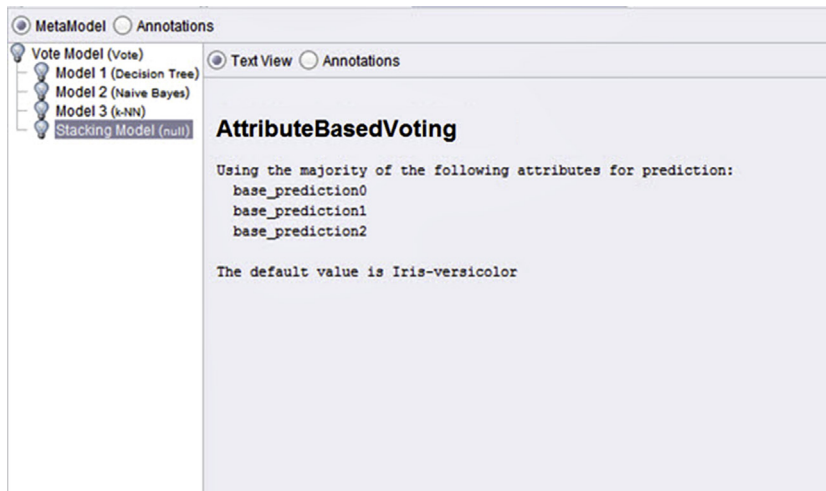 MetaModel Annotations
Vote Model (Vote)
Model 1 (Decision Tree)
Model 2 (Naive Bayes)
Model 3 (k-NN)
Stacking Model (null)
Text View Annotations
AttributeBasedVoting
Using the majority of the following attributes for prediction:
base_prediction0
base_prediction1
base_prediction2
The default value is Iris-versicolor